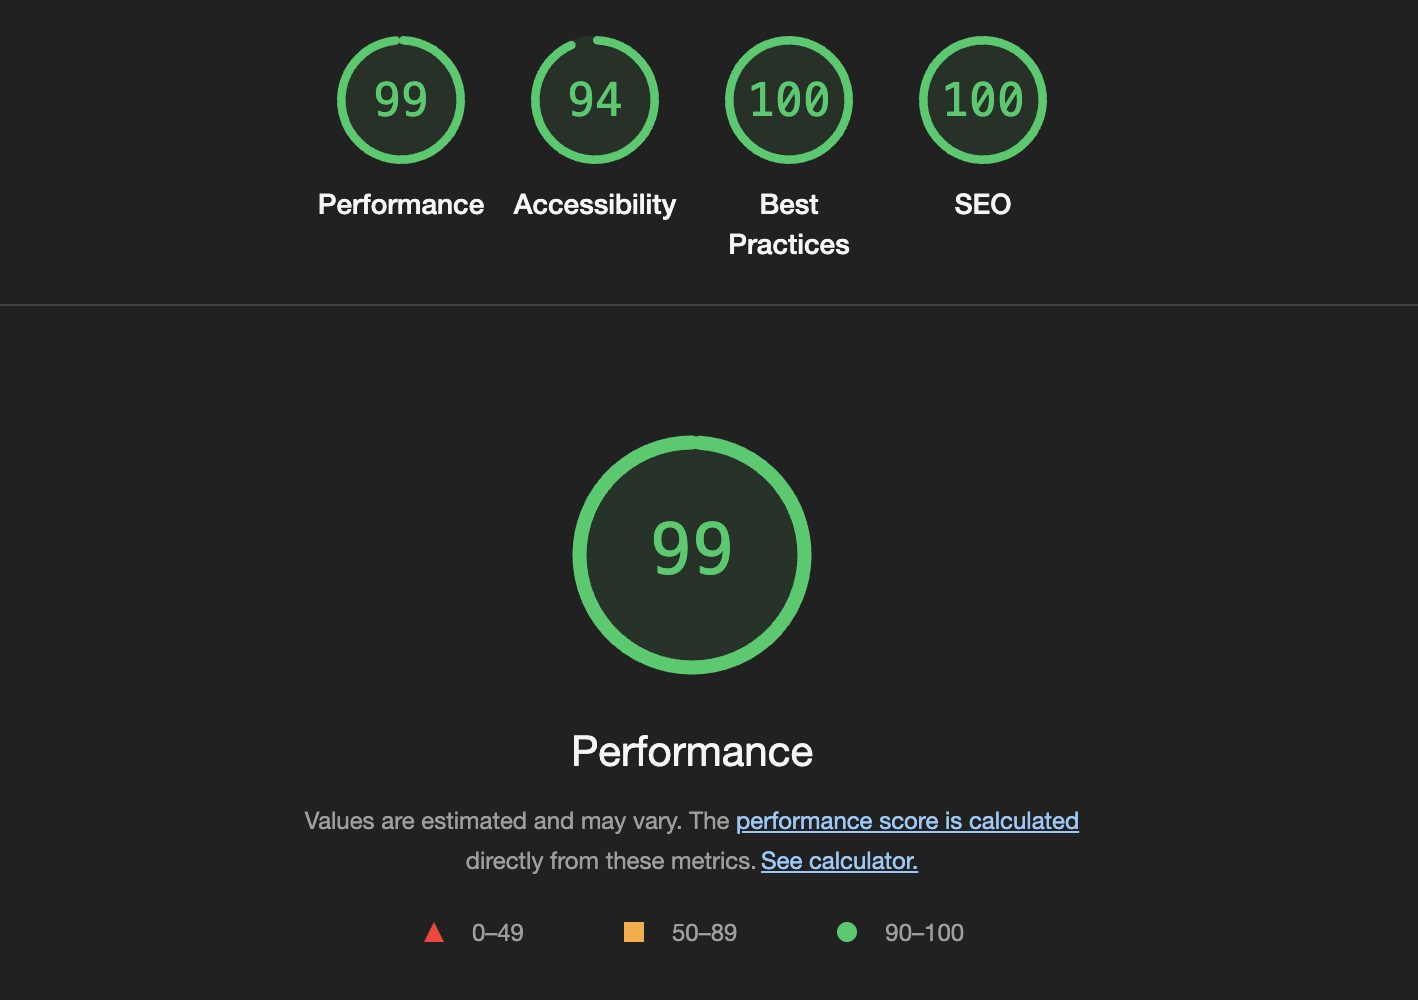 99
94
100
100
Performance
Accessibility
Best
Practices
SEO
99
Performance
Values are estimated and may vary. The performance score is calculated
directly from these metrics. See calculator.
0–49
50–89
90–100